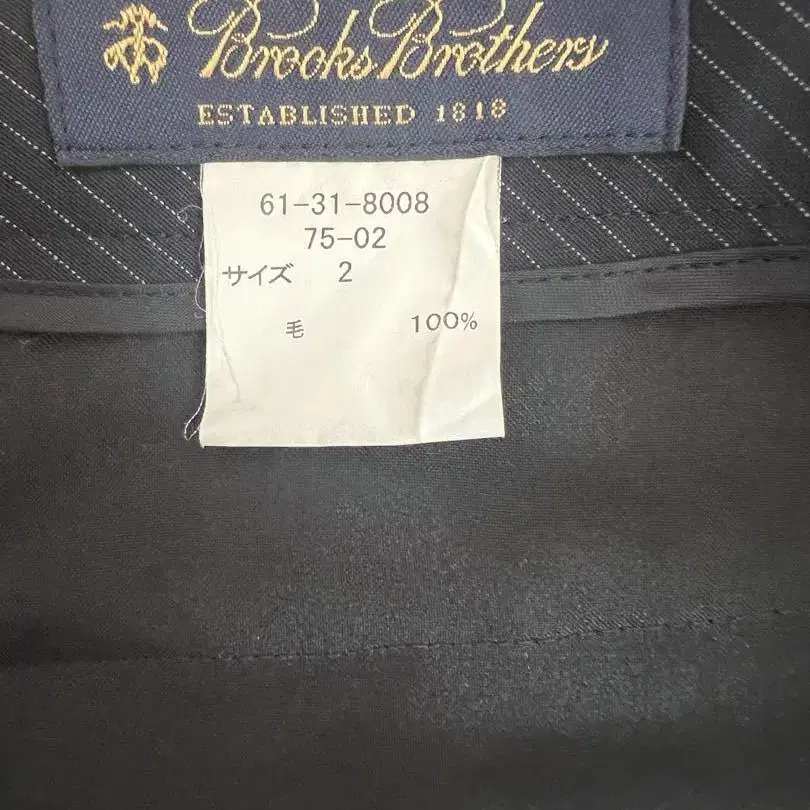 Brooks Brothers
ESTABLISHED 1818
61-31-8008
75-02
サイズ 2
毛 100%